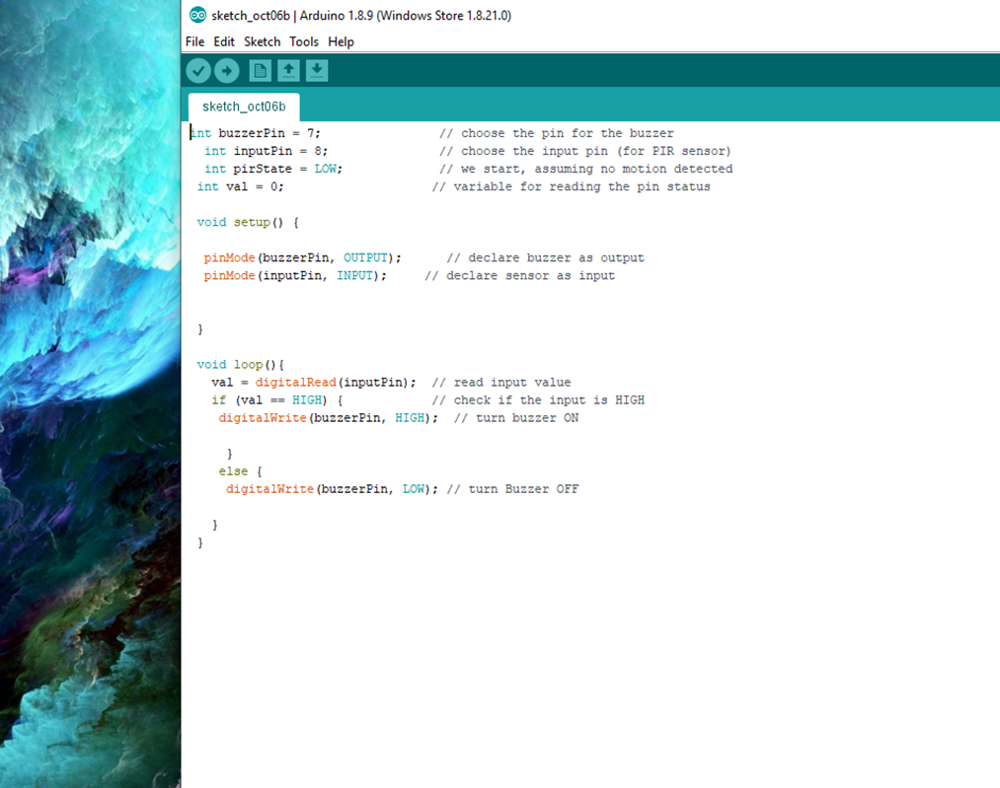 sketch_oct06b | Arduino 1.8.9 (Windows Store 1.8.21.0)
File Edit Sketch Tools Help
sketch_oct06b
int buzzerPin = 7;                // choose the pin for the buzzer
  int inputPin = 8;               // choose the input pin (for PIR sensor)
  int pirState = LOW;             // we start, assuming no motion detected
 int val = 0;                    // variable for reading the pin status
 void setup() {
  pinMode(buzzerPin, OUTPUT);      // declare buzzer as output
  pinMode(inputPin, INPUT);     // declare sensor as input
 }
 void loop(){
   val = digitalRead(inputPin);  // read input value
   if (val == HIGH) {            // check if the input is HIGH
    digitalWrite(buzzerPin, HIGH);  // turn buzzer ON
     }
    else {
     digitalWrite(buzzerPin, LOW); // turn Buzzer OFF
   }
 }